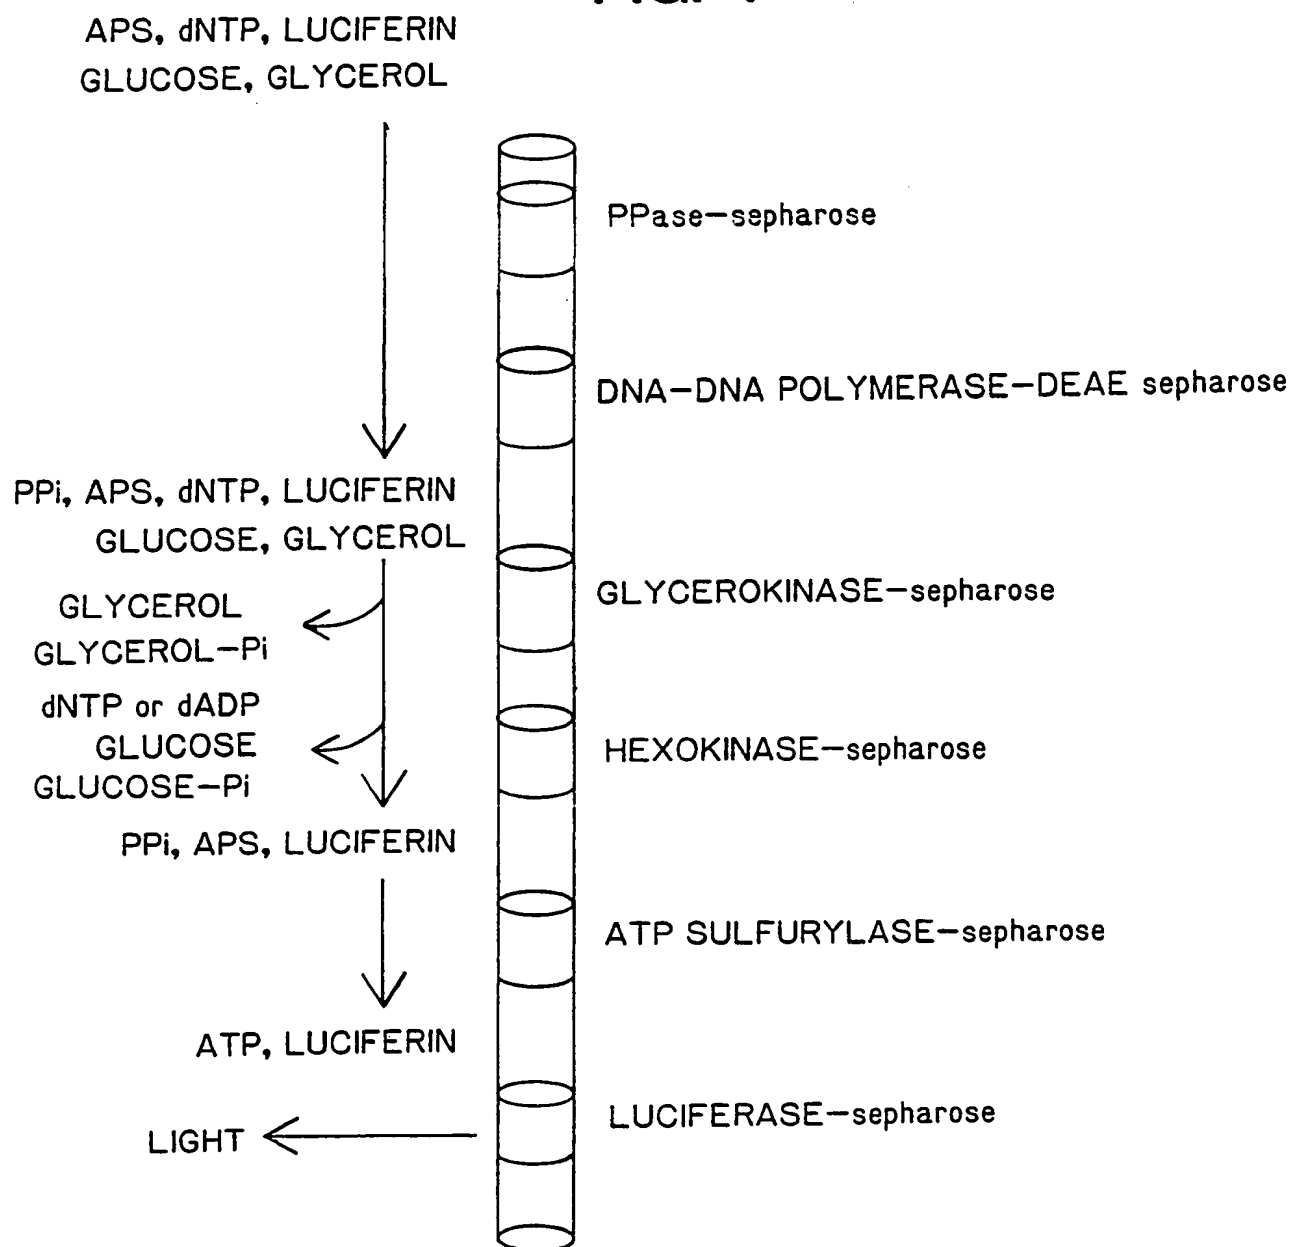 APS, dNTP, LUCIFERIN
GLUCOSE, GLYCEROL
PPase-sepharose
DNA-DNA POLYMERASE-DEAE sepharose
PPi, APS, dNTP, LUCIFERIN
GLUCOSE, GLYCEROL
GLYCEROKINASE-sepharose
GLYCEROL
GLYCEROL-Pi
dNTP or dADP
GLUCOSE
GLUCOSE-Pi
HEXOKINASE-sepharose
PPi, APS, LUCIFERIN
ATP SULFURYLASE-sepharose
ATP, LUCIFERIN
LUCIFERASE-sepharose
LIGHT